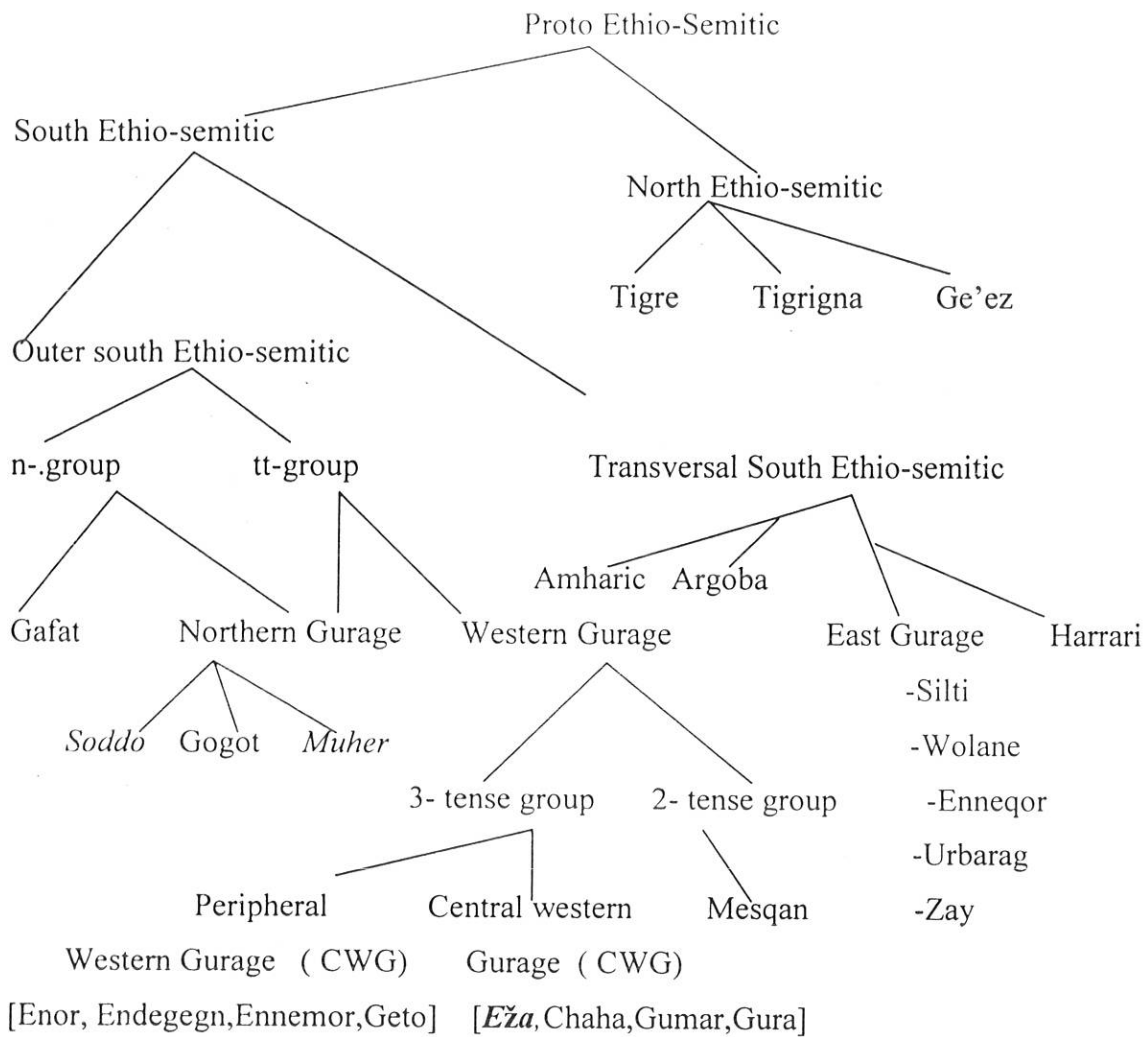 Proto Ethio-Semitic
South Ethio-semitic
North Ethio-semitic
Tigre Tigrigna Ge’ez
Outer south Ethio-semitic
n-.group tt-group Transversal South Ethio-semitic
Amharic Argoba
Gafat Northern Gurage Western Gurage East Gurage Harrari
-Silti
Soddo Gogot Muher -Wolane
3- tense group 2- tense group -Enneqor
-Urbarag
Peripheral Central western Mesqan -Zay
Western Gurage ( CWG) Gurage ( CWG)
[Enor, Endegegn,Ennemor,Geto] [Eža,Chaha,Gumar,Gura]